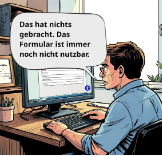 Das hat nichts
gebracht. Das
Formular ist immer
noch nicht nutzbar.